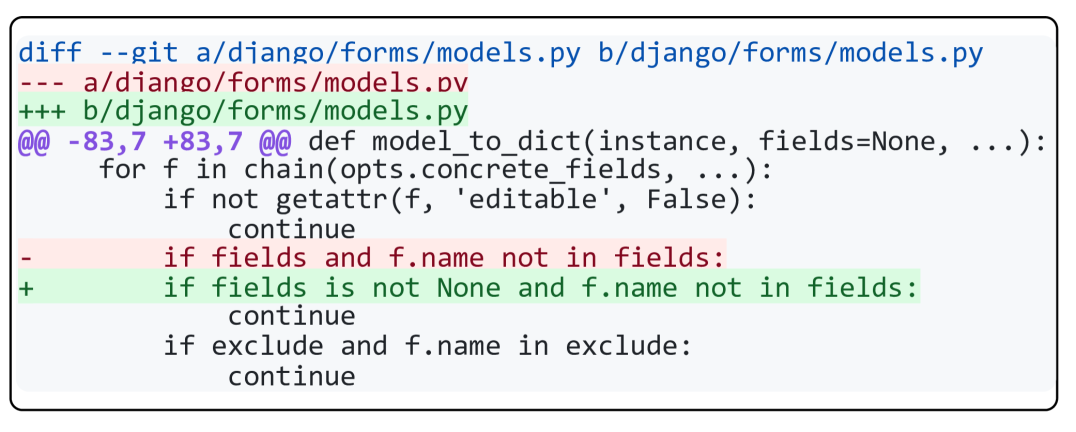 diff --git a/django/forms/models.py b/django/forms/models.py
--- a/django/forms/models.py
+++ b/django/forms/models.py
@@ -83,7 +83,7 @@ def model_to_dict(instance, fields=None, ...):
     for f in chain(opts.concrete_fields, ...):
         if not getattr(f, 'editable', False):
             continue
-        if fields and f.name not in fields:
+        if fields is not None and f.name not in fields:
             continue
         if exclude and f.name in exclude:
             continue